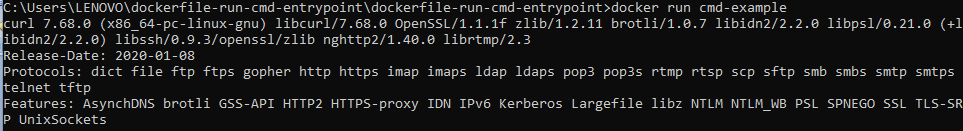 C:\Users\LENOVO\dockerfile-run-cmd-entrypoint\dockerfile-run-cmd-entrypoint>docker run cmd-example
curl 7.68.0 (x86_64-pc-linux-gnu) libcurl/7.68.0 OpenSSL/1.1.1f zlib/1.2.11 brotli/1.0.7 libidn2/2.2.0 libpsl/0.21.0 (+l
ibidn2/2.2.0) libssh/0.9.3/openssl/zlib nghttp2/1.40.0 librtmp/2.3
Release-Date: 2020-01-08
Protocols: dict file ftp ftps gopher http https imap imaps ldap ldaps pop3 pop3s rtmp rtsp scp sftp smb smbs smtp smtps
telnet tftp
Features: AsynchDNS brotli GSS-API HTTP2 HTTPS-proxy IDN IPv6 Kerberos Largefile libz NTLM NTLM_WB PSL SPNEGO SSL TLS-SR
P UnixSockets